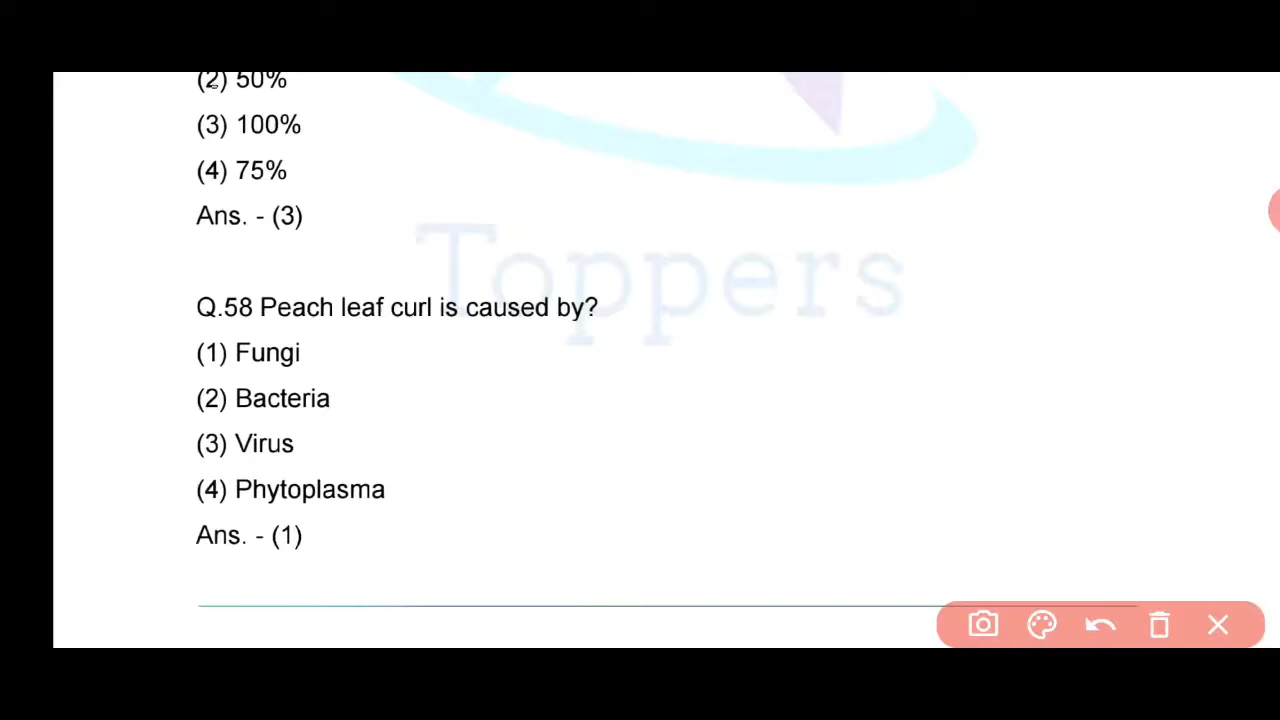 (2) 50%
(3) 100%
(4) 75%
Ans. - (3)
Toppers
Q.58 Peach leaf curl is caused by?
(1) Fungi
(2) Bacteria
(3) Virus
(4) Phytoplasma
Ans. - (1)